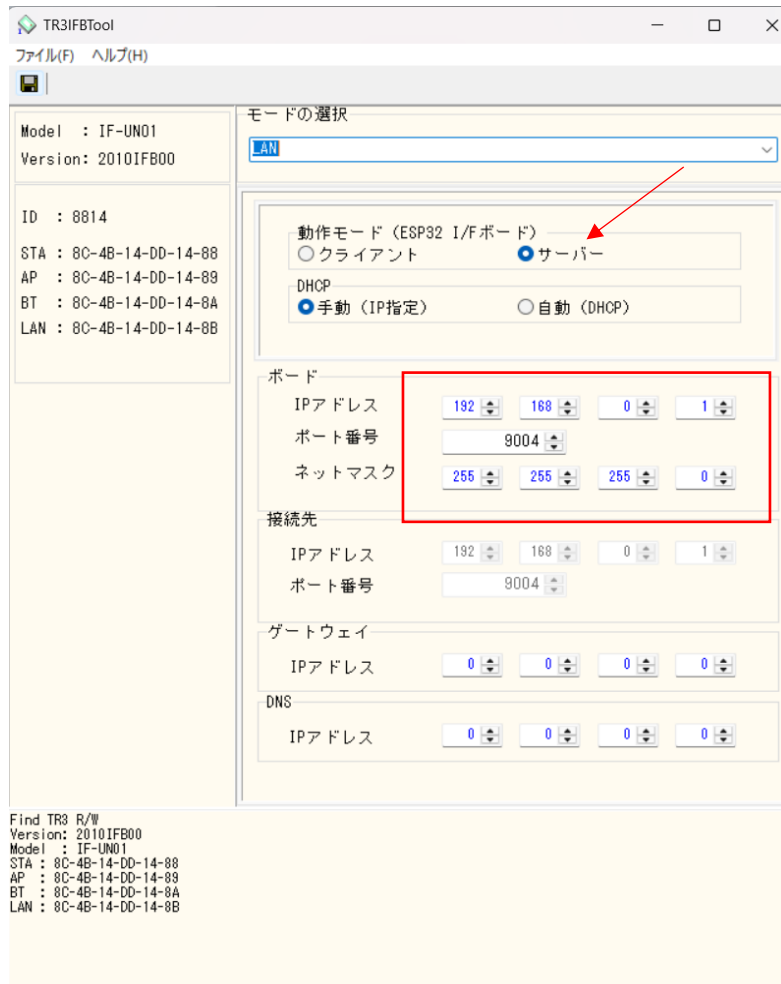 TR3IFBTool
ファイル(F) ヘルプ(H)
Model : IF-UN01
Version: 2010IFB00
ID : 8814
STA : 8C-4B-14-DD-14-88
AP : 8C-4B-14-DD-14-89
BT : 8C-4B-14-DD-14-8A
LAN : 8C-4B-14-DD-14-8B
モードの選択
LAN
動作モード（ESP32 I/Fボード）
クライアント サーバー
DHCP
手動（IP指定） 自動（DHCP）
ボード
IPアドレス 192 168 0 1
ポート番号 9004
ネットマスク 255 255 255 0
接続先
IPアドレス 192 168 0 1
ポート番号 9004
ゲートウェイ
IPアドレス 0 0 0 0
DNS
IPアドレス 0 0 0 0
Find TR3 R/W
Version: 2010IFB00
Model : IF-UN01
STA : 8C-4B-14-DD-14-88
AP : 8C-4B-14-DD-14-89
BT : 8C-4B-14-DD-14-8A
LAN : 8C-4B-14-DD-14-8B